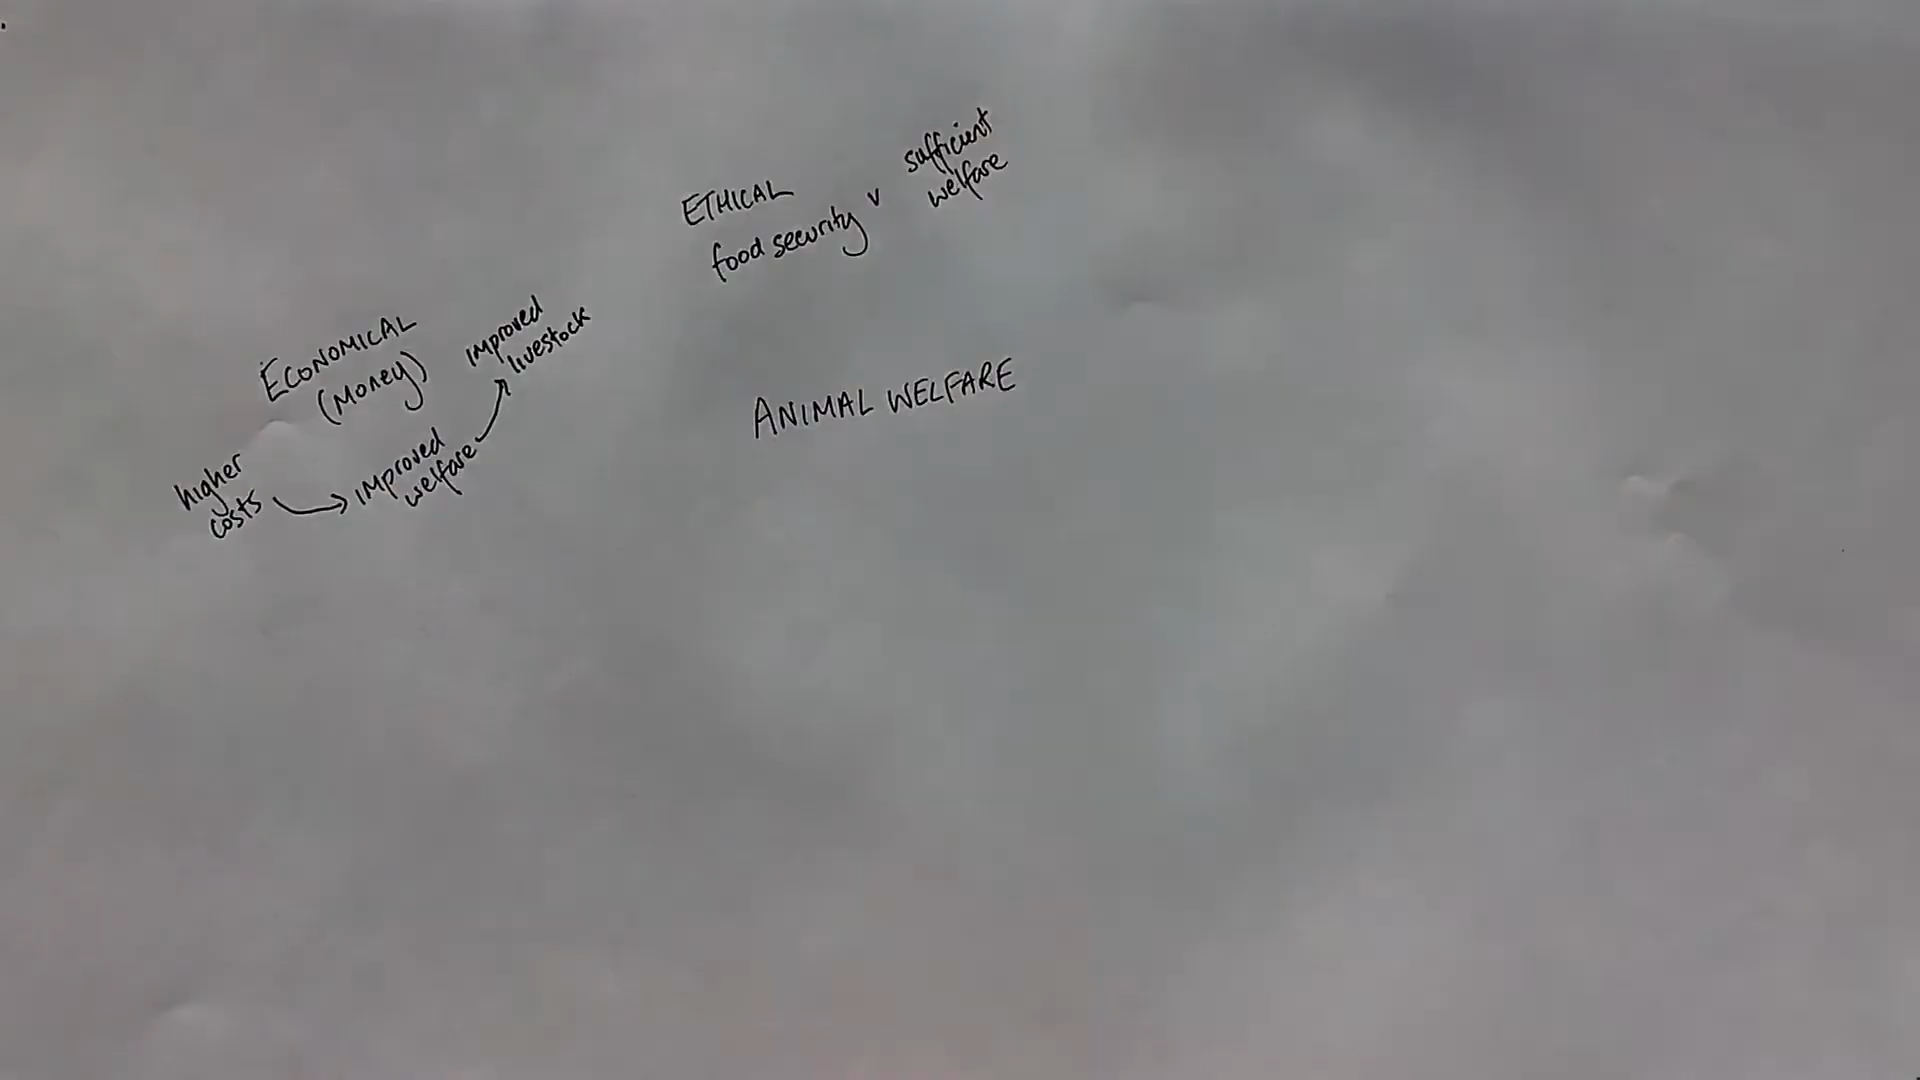 ETHICAL
food security v sufficient
welfare
ECONOMICAL
(Money)
higher
costs
improved
welfare
improved
livestock
ANIMAL WELFARE